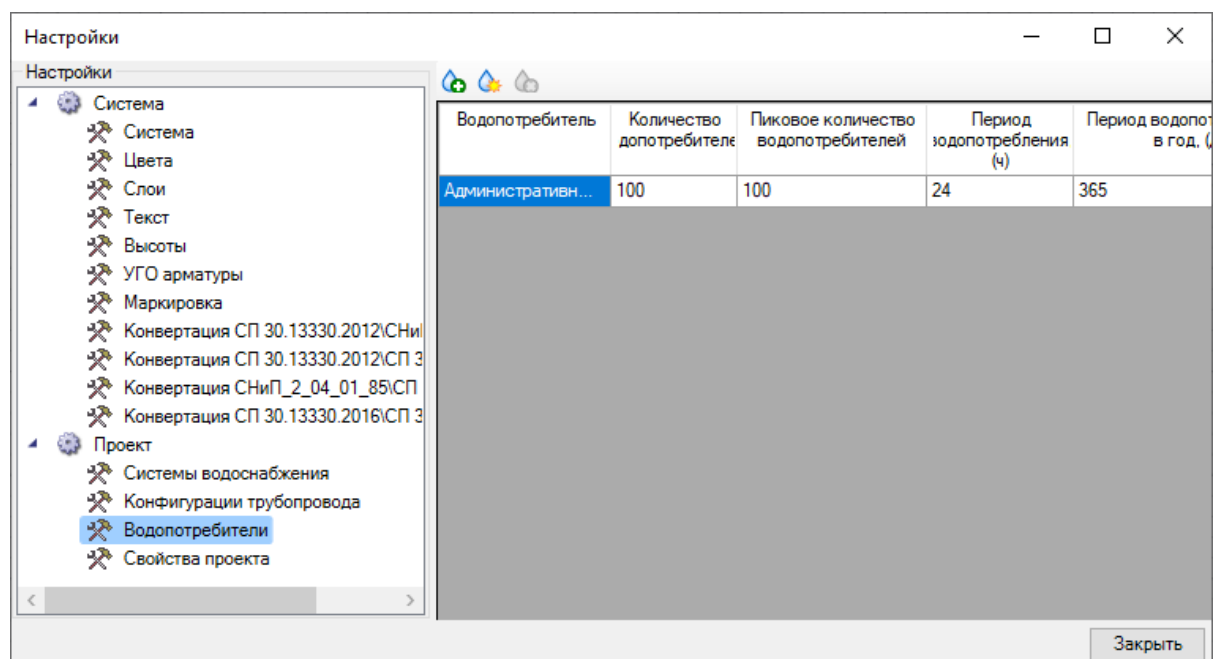 Настройки
Настройки
Система
Система
Цвета
Слои
Текст
Высоты
УГО арматуры
Маркировка
Конвертация СП 30.13330.2012\СНи
Конвертация СП 30.13330.2012\СП 3
Конвертация СНиП_2_04_01_85\СП
Конвертация СП 30.13330.2016\СП 3
Проект
Системы водоснабжения
Конфигурации трубопровода
Водопотребители
Свойства проекта
Водопотребитель Количество Пиковое количество Период Период водопот
допотребителе водопотребителей водопотребления в год, (
(ч)
Административн... 100 100 24 365
Закрыть